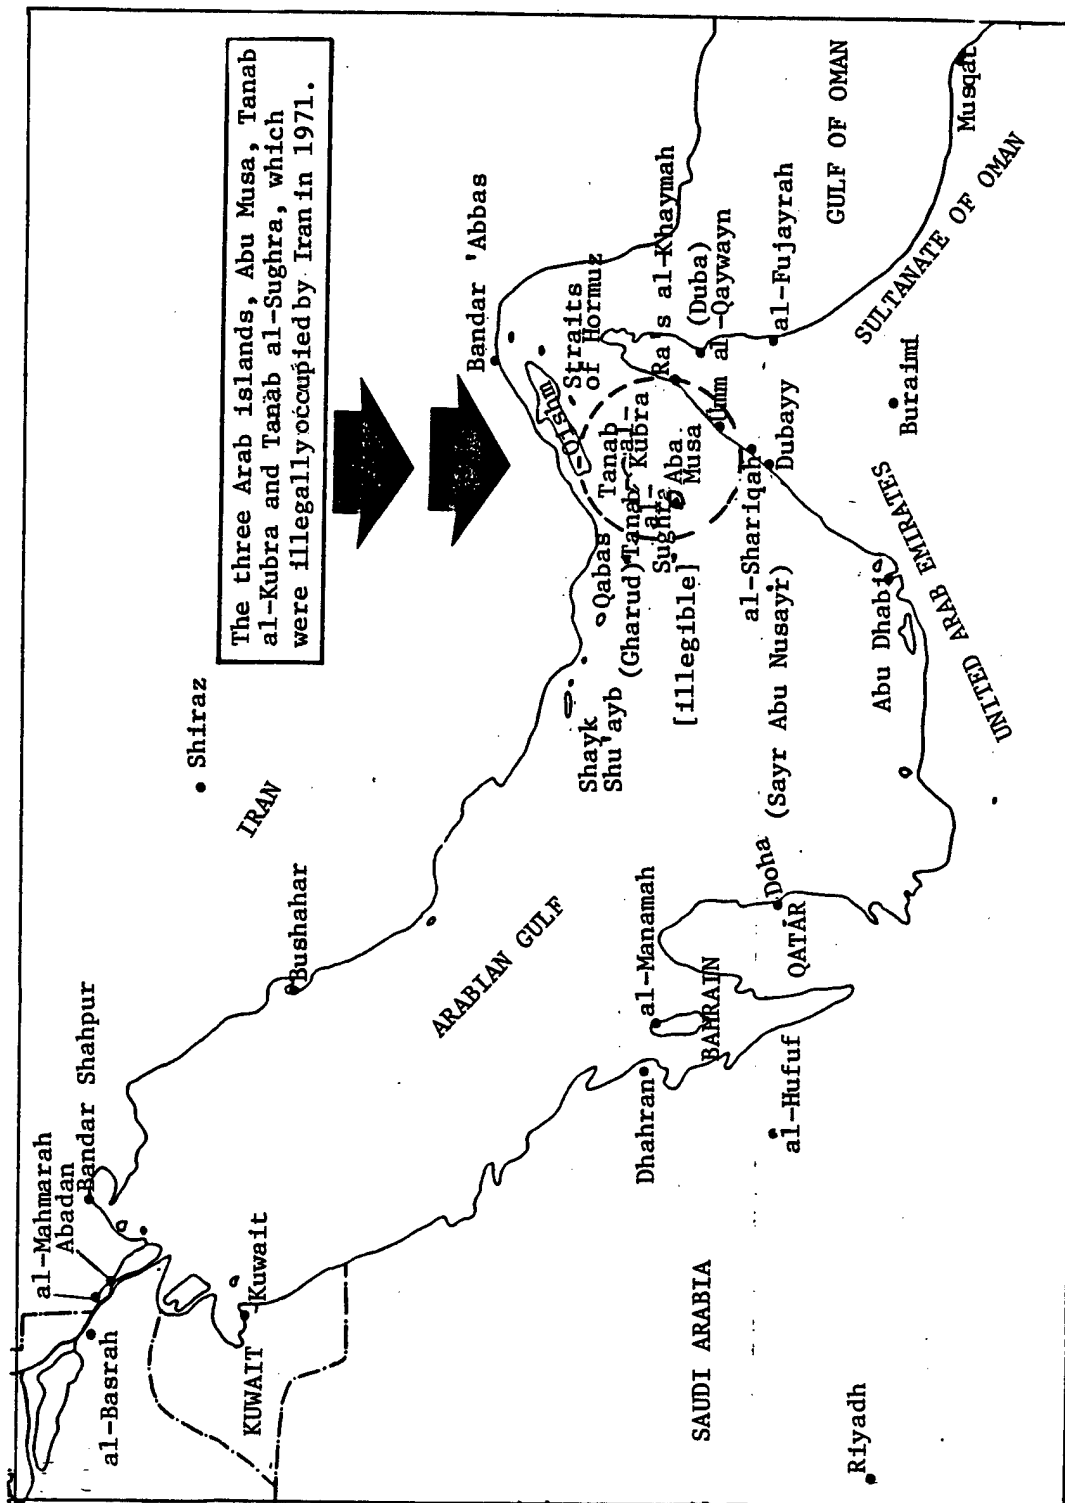 The three Arab islands, Abu Musa, Tanab
al-Kubra and Tanab al-Sughra, which
were illegally occupied by Iran in 1971.
al-Mahmarah
Abadan
Bandar Shahpur
al-Basrah
Shiraz
IRAN
Bushahar
Kuwait
KUWAIT
ARABIAN GULF
Bandar 'Abbas
Qishm
Straits
of Hormuz
Shayk
Shu'ayb
Qabas
(Gharud)
Tanab
al-
Kubra
Tanab
al-
Sughra
Aba
Musa
[illegible]
Ra s al-Khaymah
(Duba)
Umm al-Qaywayn
al-Fujayrah
al-Shariqah
Dubayy
GULF OF OMAN
Musqat
SULTANATE OF OMAN
Buraimi
UNITED ARAB EMIRATES
Abu Dhabi
(Sayr Abu Nusayr)
Doha
QATAR
al-Manamah
BAHRAIN
Dhahran
al-Hufuf
SAUDI ARABIA
Riyadh